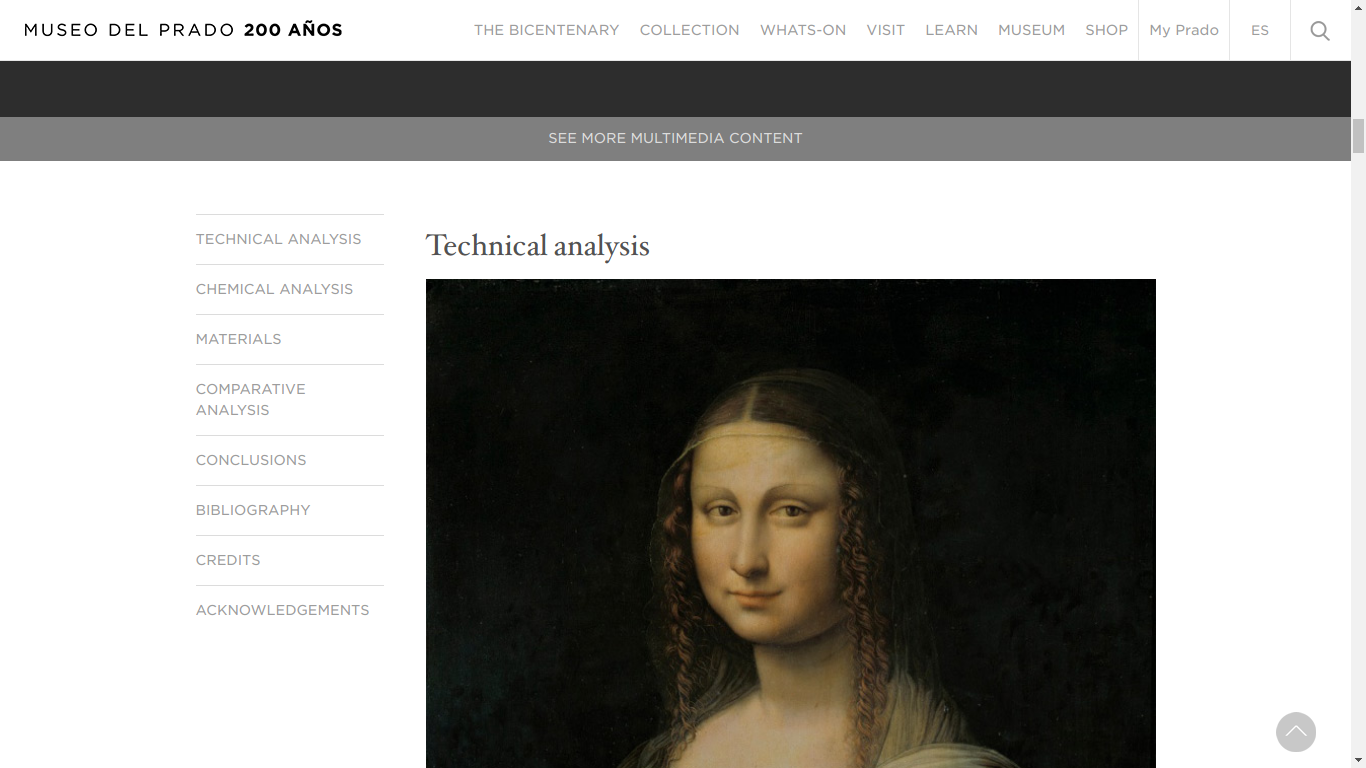 MUSEO DEL PRADO 200 AÑOS
THE BICENTENARY COLLECTION WHATS-ON VISIT LEARN MUSEUM SHOP My Prado ES
SEE MORE MULTIMEDIA CONTENT
TECHNICAL ANALYSIS
CHEMICAL ANALYSIS
MATERIALS
COMPARATIVE
ANALYSIS
CONCLUSIONS
BIBLIOGRAPHY
CREDITS
ACKNOWLEDGEMENTS
Technical analysis